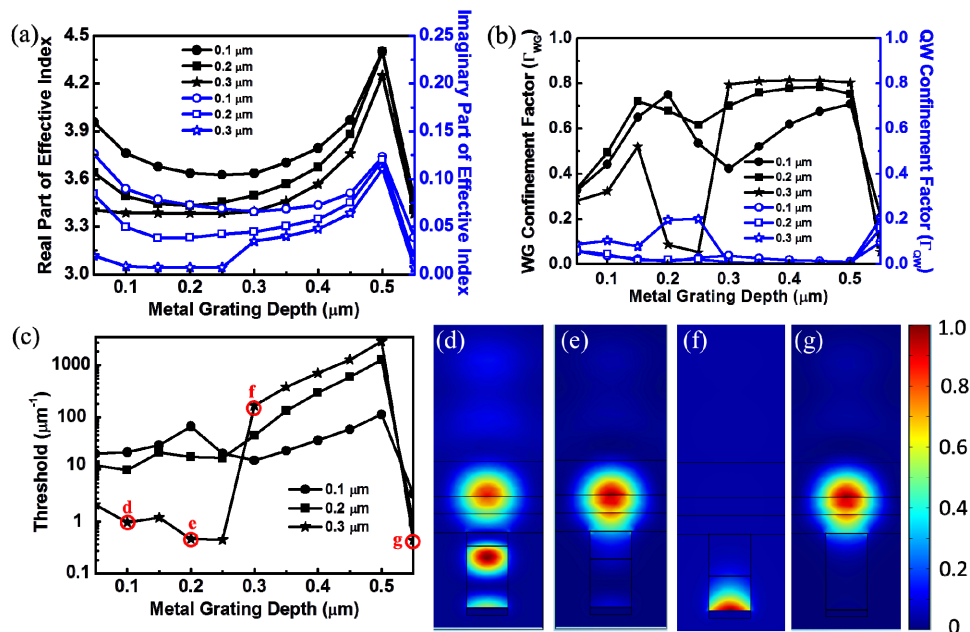 (a)
Real Part of Effective Index
4.5
4.2
3.9
3.6
3.3
3.0
0.1 μm
0.2 μm
0.3 μm
0.1 μm
0.2 μm
0.3 μm
0.25
0.20
0.15
0.10
0.05
0.00
Imaginary Part of Effective Index
0.1 0.2 0.3 0.4 0.5
Metal Grating Depth (μm)
(b)
WG Confinement Factor (Γ_WG)
1.0
0.8
0.6
0.4
0.2
0.0
0.1 μm
0.2 μm
0.3 μm
0.1 μm
0.2 μm
0.3 μm
1.0
0.8
0.6
0.4
0.2
0.0
QW Confinement Factor (Γ_QW)
0.1 0.2 0.3 0.4 0.5
Metal Grating Depth (μm)
(c)
Threshold (μm⁻¹)
1000
100
10
1
0.1
d
e
f
g
0.1 μm
0.2 μm
0.3 μm
0.1 0.2 0.3 0.4 0.5
Metal Grating Depth (μm)
(d)
(e)
(f)
(g)
1.0
0.8
0.6
0.4
0.2
0